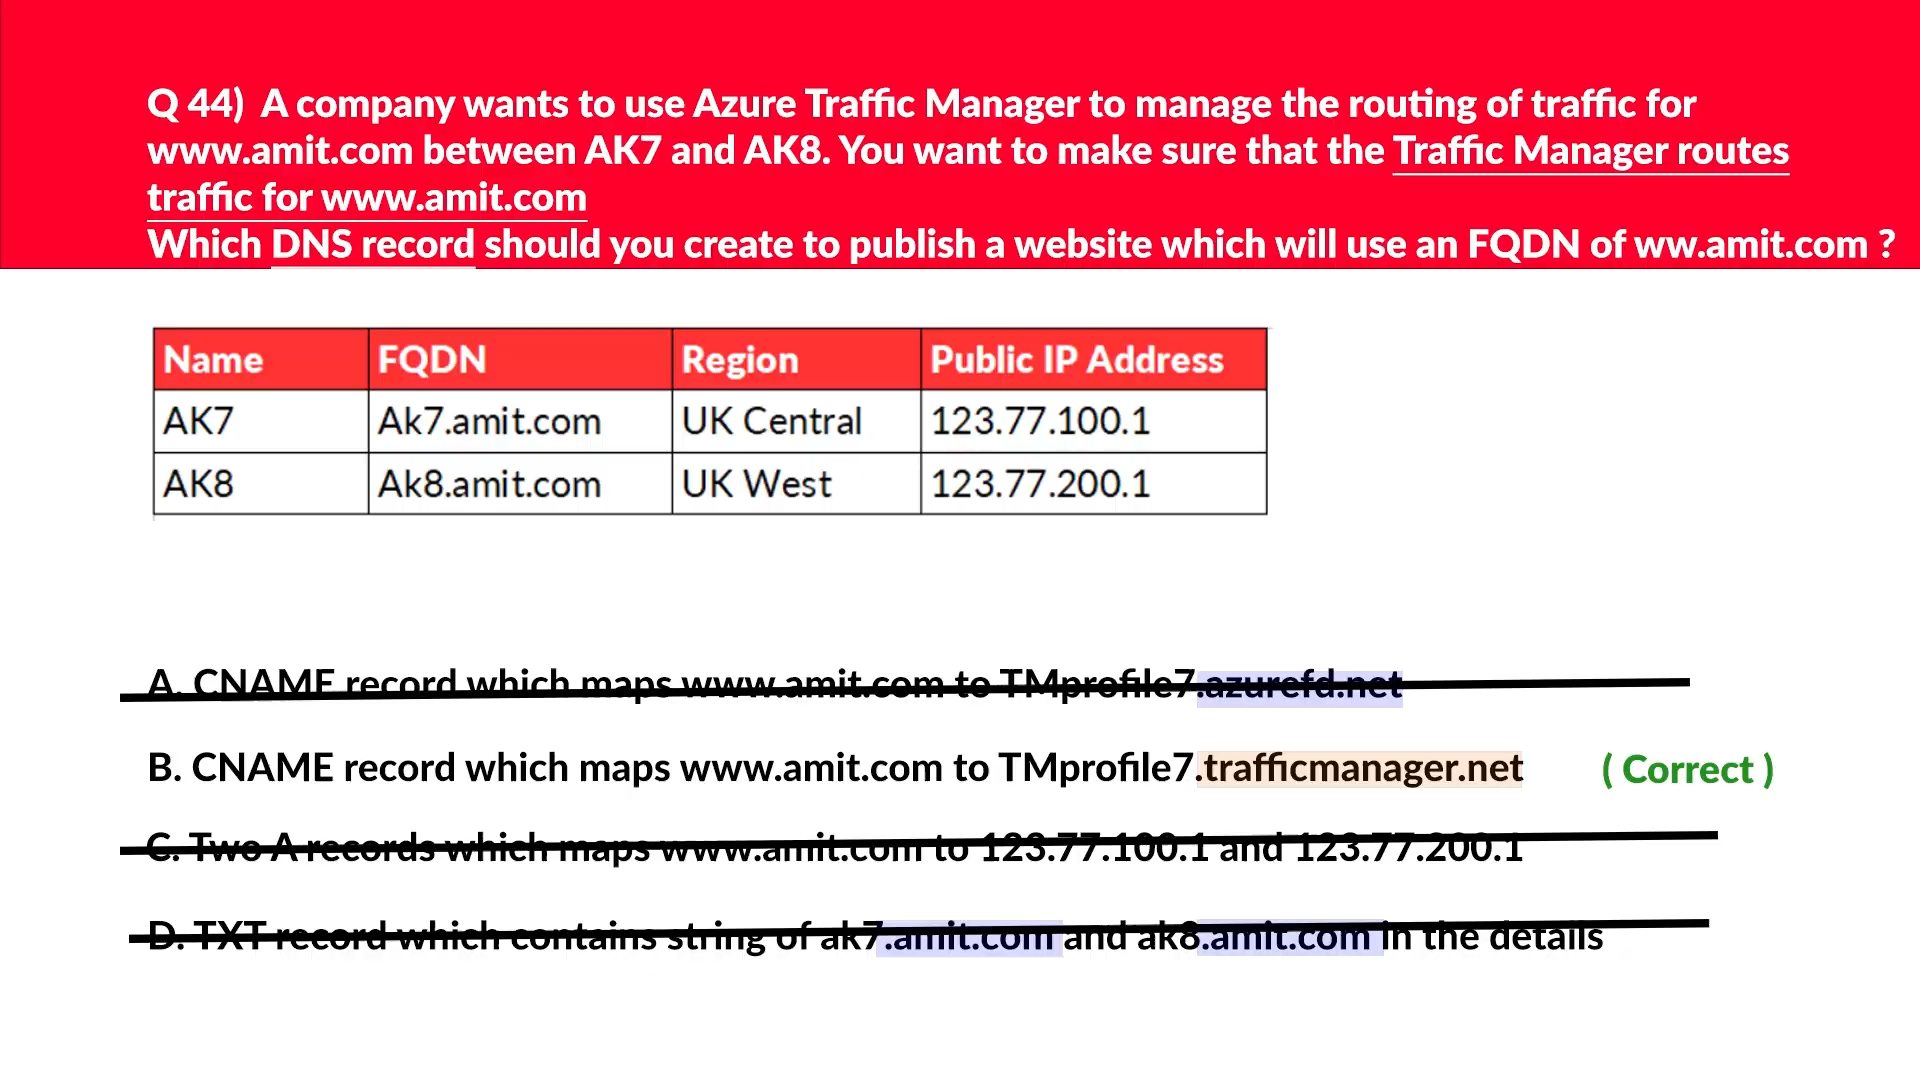 Q 44) A company wants to use Azure Traffic Manager to manage the routing of traffic for
www.amit.com between AK7 and AK8. You want to make sure that the Traffic Manager routes
traffic for www.amit.com
Which DNS record should you create to publish a website which will use an FQDN of ww.amit.com ?
Name FQDN Region Public IP Address
AK7 Ak7.amit.com UK Central 123.77.100.1
AK8 Ak8.amit.com UK West 123.77.200.1
A. CNAME record which maps www.amit.com to TMprofile7.azurefd.net
B. CNAME record which maps www.amit.com to TMprofile7.trafficmanager.net ( Correct )
C. Two A records which maps www.amit.com to 123.77.100.1 and 123.77.200.1
D. TXT record which contains string of ak7.amit.com and ak8.amit.com in the details